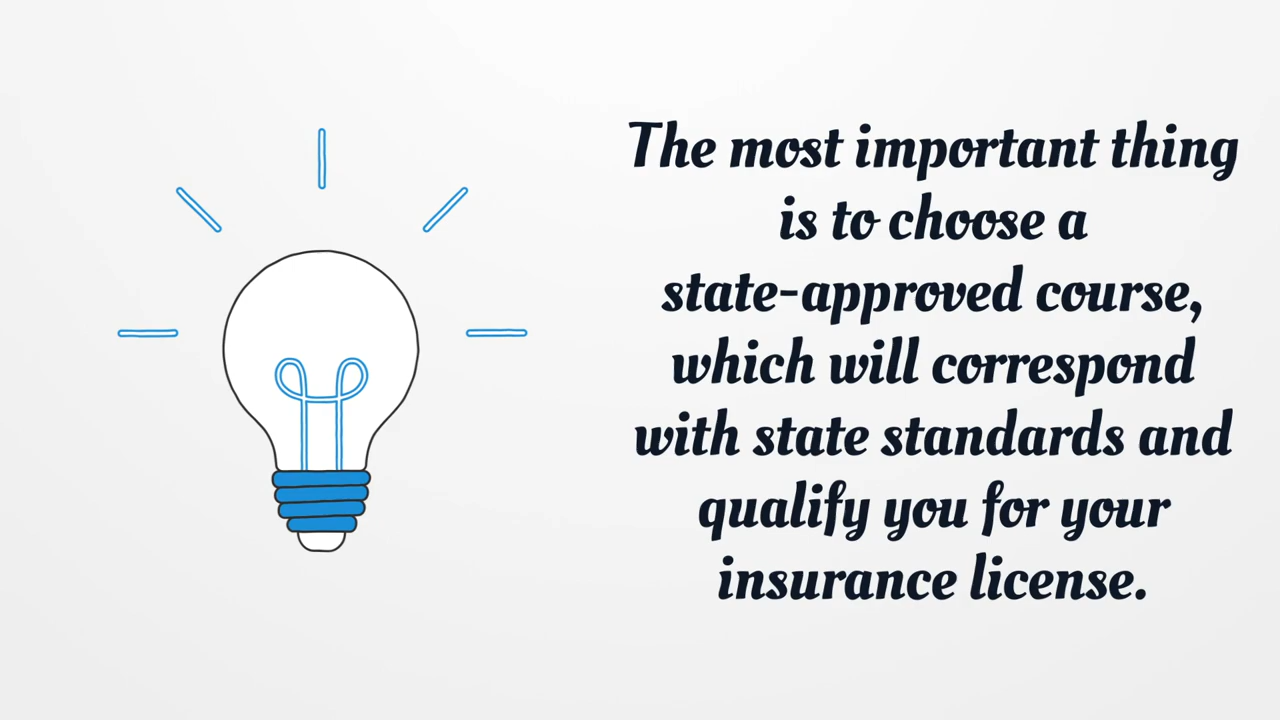 The most important thing
is to choose a
state-approved course,
which will correspond
with state standards and
qualify you for your
insurance license.